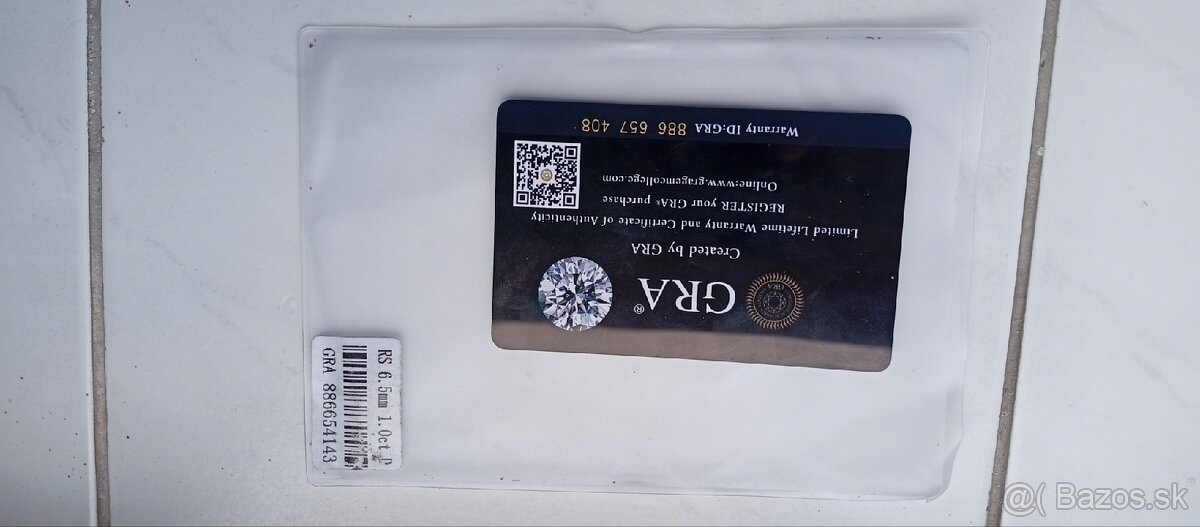 GRA®
Created by GRA
Limited Lifetime Warranty and Certificate of Authenticity
REGISTER your GRA® purchase
Online:www.gragemcollege.com
Warranty ID:GRA 886 657 408
RS 6.5mm 1.0ct D
GRA 886654143
@( Bazos.sk